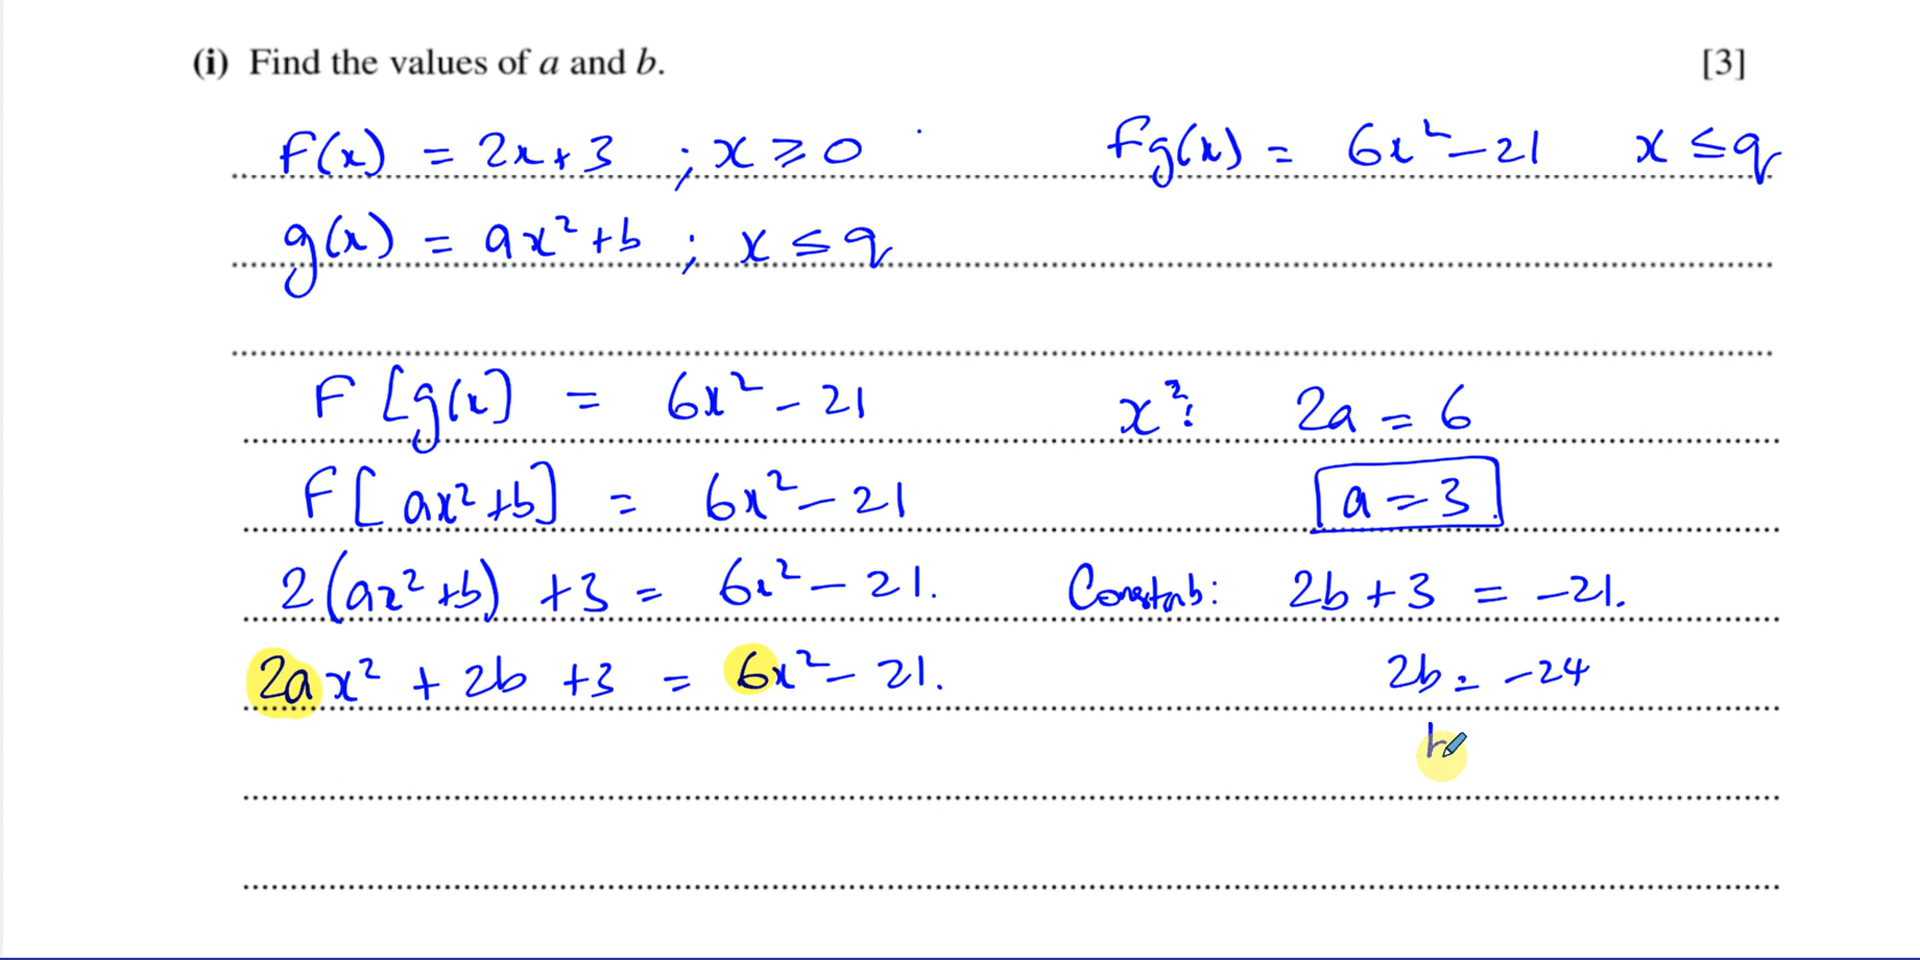 (i) Find the values of a and b. [3]
F(x) = 2x+3 ; x ≥ 0 Fg(x) = 6x² - 21 x ≤ q
g(x) = ax² + b ; x ≤ q
F [g(x)] = 6x² - 21 x²: 2a = 6
F [ax² + b] = 6x² - 21 a = 3
2(ax² + b) + 3 = 6x² - 21. Constant: 2b + 3 = -21.
2ax² + 2b + 3 = 6x² - 21. 2b = -24